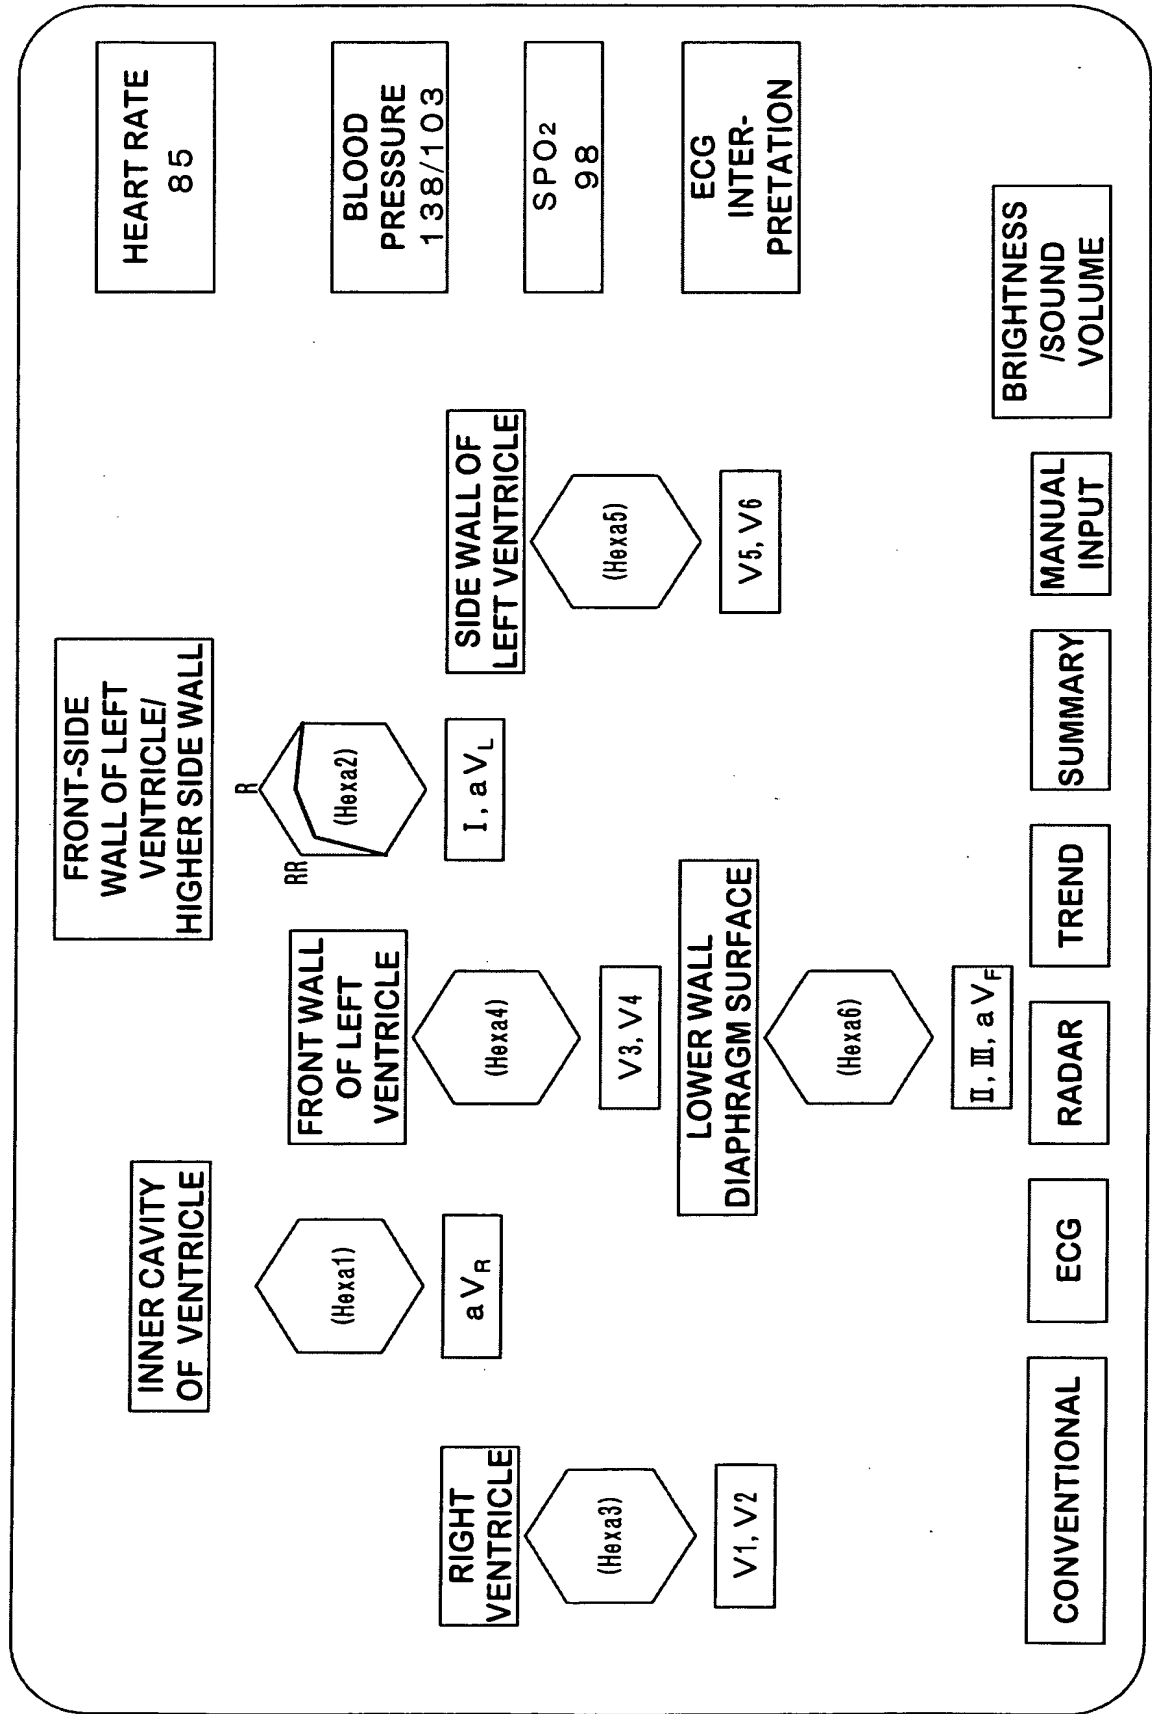 FRONT-SIDE
WALL OF LEFT
VENTRICLE/
HIGHER SIDE WALL
HEART RATE
85
INNER CAVITY
OF VENTRICLE
R
RR
(Hexa1)
(Hexa2)
aVR
I, aVL
FRONT WALL
OF LEFT
VENTRICLE
(Hexa4)
V3, V4
BLOOD
PRESSURE
138/103
RIGHT
VENTRICLE
(Hexa3)
V1, V2
SIDE WALL OF
LEFT VENTRICLE
(Hexa5)
V5, V6
SPO2
98
LOWER WALL
DIAPHRAGM SURFACE
(Hexa6)
II, III, aVF
ECG
INTER-
PRETATION
CONVENTIONAL
ECG
RADAR
TREND
SUMMARY
MANUAL
INPUT
BRIGHTNESS
/SOUND
VOLUME